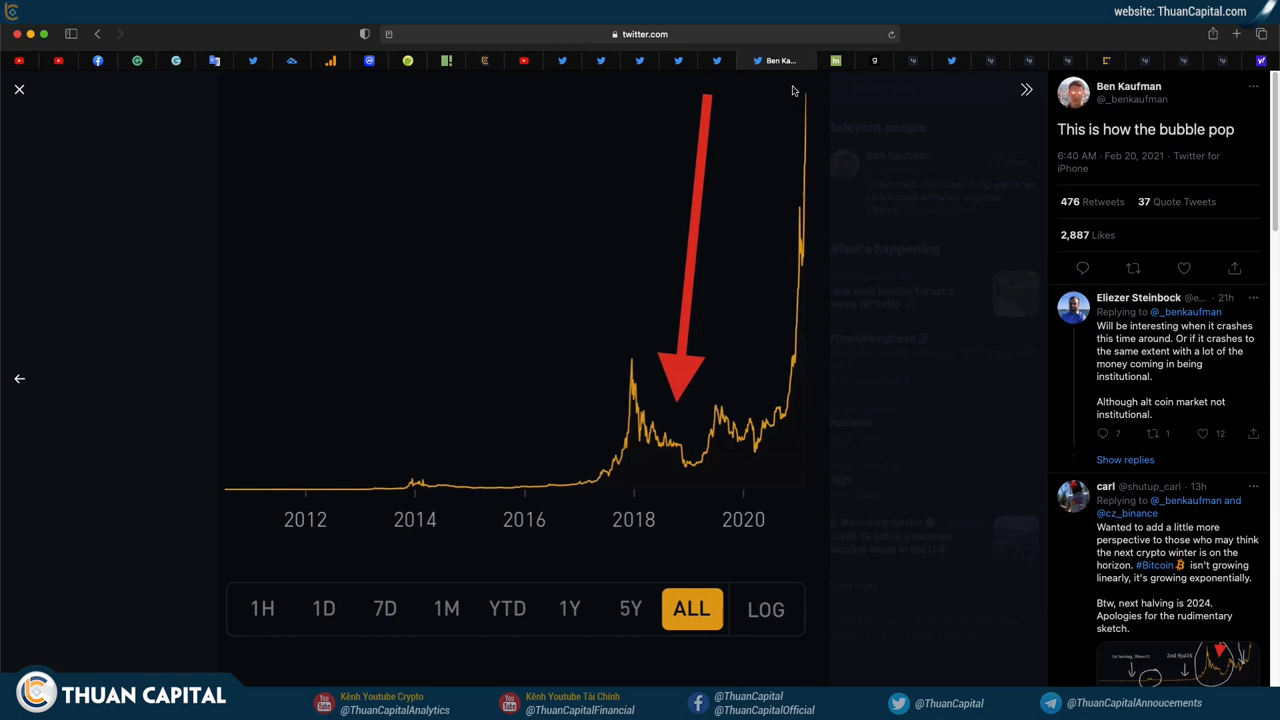 website: ThuanCapital.com
twitter.com
Ben Ka...
2012
2014
2016
2018
2020
1H
1D
7D
1M
YTD
1Y
5Y
ALL
LOG
Relevant people
Ben Kaufman
What's happening
Ben Kaufman
@_benkaufman
This is how the bubble pop
6:40 AM · Feb 20, 2021 · Twitter for
iPhone
476 Retweets 37 Quote Tweets
2,887 Likes
Eliezer Steinbock @e... · 21h
Replying to @_benkaufman
Will be interesting when it crashes
this time around. Or if it crashes to
the same extent with a lot of the
money coming in being
institutional.
Although alt coin market not
institutional.
7 1 12
Show replies
carl @shutup_carl · 13h
Replying to @_benkaufman and
@cz_binance
Wanted to add a little more
perspective to those who may think
the next crypto winter is on the
horizon. #Bitcoin isn't growing
linearly, it's growing exponentially.
Btw, next halving is 2024.
Apologies for the rudimentary
sketch.
THUAN CAPITAL
Kênh Youtube Crypto
@ThuanCapitalAnalytics
Kênh Youtube Tài Chính
@ThuanCapitalFinancial
@ThuanCapital
@ThuanCapitalOfficial
@ThuanCapital
@ThuanCapitalAnnoucements